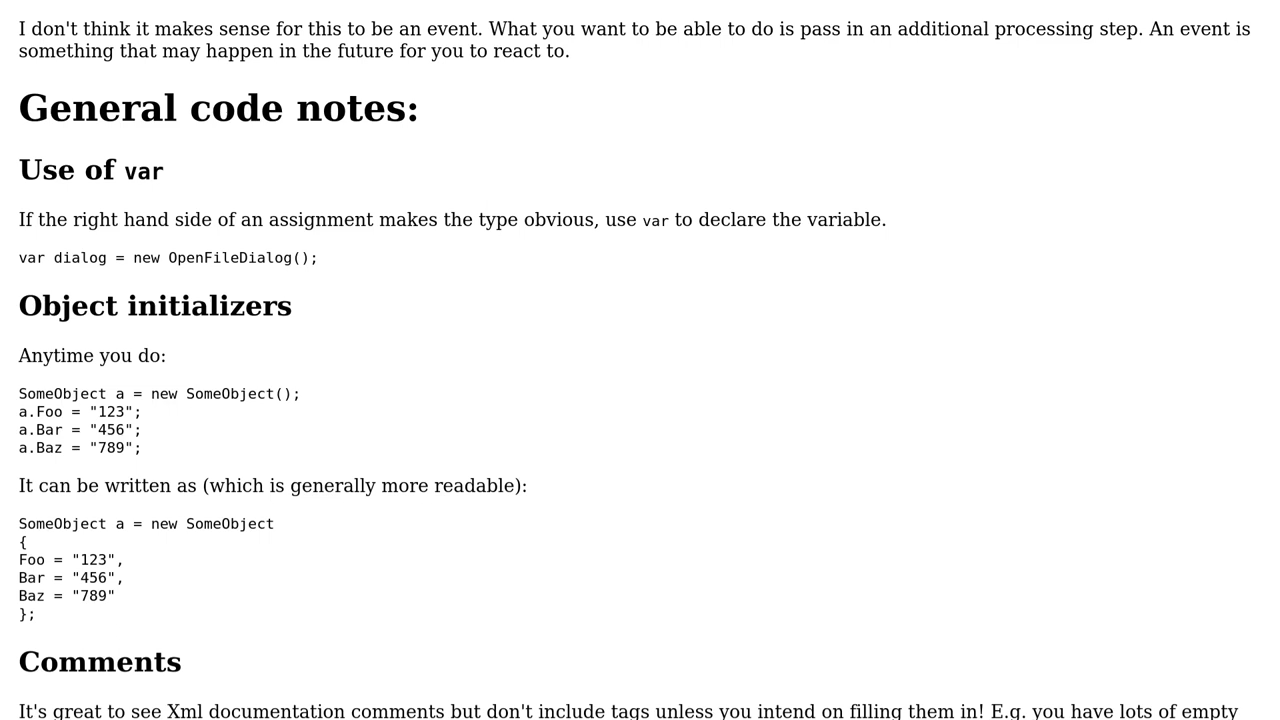 I don't think it makes sense for this to be an event. What you want to be able to do is pass in an additional processing step. An event is
something that may happen in the future for you to react to.
General code notes:
Use of var
If the right hand side of an assignment makes the type obvious, use var to declare the variable.
var dialog = new OpenFileDialog();
Object initializers
Anytime you do:
SomeObject a = new SomeObject();
a.Foo = "123";
a.Bar = "456";
a.Baz = "789";
It can be written as (which is generally more readable):
SomeObject a = new SomeObject
{
Foo = "123",
Bar = "456",
Baz = "789"
};
Comments
It's great to see Xml documentation comments but don't include tags unless you intend on filling them in! E.g. you have lots of empty